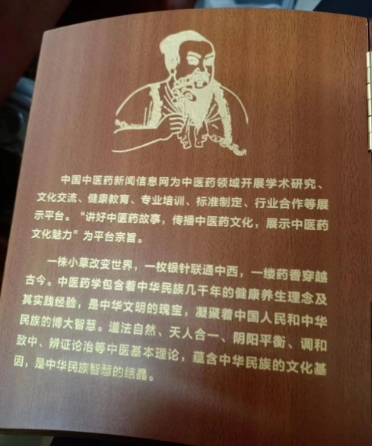 中国中医药新闻信息网为中医药领域开展学术研究、
文化交流、健康教育、专业培训、标准制定、行业合作等展
示平台。“讲好中医药故事，传播中医药文化，展示中医药
文化魅力”为平台宗旨。
一株小草改变世界，一枚银针联通中西，一缕药香穿越
古今。中医药学包含着中华民族几千年的健康养生理念及
其实践经验，是中华文明的瑰宝，凝聚着中国人民和中华
民族的博大智慧。道法自然、天人合一、阴阳平衡、调和
致中、辨证论治等中医基本理论，蕴含中华民族的文化基
因，是中华民族智慧的结晶。